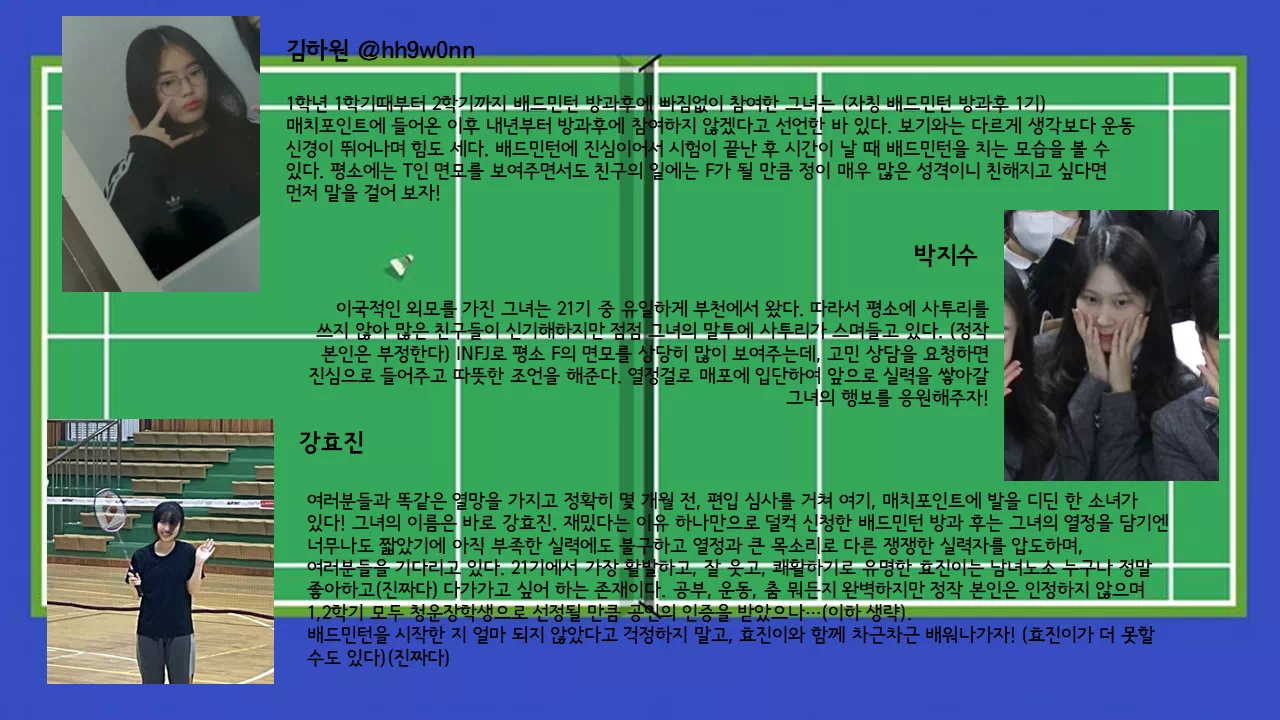 김하원 @hh9w0nn
1학년 1학기때부터 2학기까지 배드민턴 방과후에 빠짐없이 참여한 그녀는 (자칭 배드민턴 방과후 1기)
매치포인트에 들어온 이후 내년부터 방과후에 참여하지 않겠다고 선언한 바 있다. 보기와는 다르게 생각보다 운동
신경이 뛰어나며 힘도 세다. 배드민턴에 진심이어서 시험이 끝난 후 시간이 날 때 배드민턴을 치는 모습을 볼 수
있다. 평소에는 T인 면모를 보여주면서도 친구의 일에는 F가 될 만큼 정이 매우 많은 성격이니 친해지고 싶다면
먼저 말을 걸어 보자!
박지수
이국적인 외모를 가진 그녀는 21기 중 유일하게 부천에서 왔다. 따라서 평소에 사투리를
쓰지 않아 많은 친구들이 신기해하지만 점점 그녀의 말투에 사투리가 스며들고 있다. (정작
본인은 부정한다) INFJ로 평소 F의 면모를 상당히 많이 보여주는데, 고민 상담을 요청하면
진심으로 들어주고 따뜻한 조언을 해준다. 열정걸로 매포에 입단하여 앞으로 실력을 쌓아갈
그녀의 행보를 응원해주자!
강효진
여러분들과 똑같은 열망을 가지고 정확히 몇 개월 전, 편입 심사를 거쳐 여기, 매치포인트에 발을 디딘 한 소녀가
있다! 그녀의 이름은 바로 강효진. 재밌다는 이유 하나만으로 덜컥 신청한 배드민턴 방과 후는 그녀의 열정을 담기엔
너무나도 짧았기에 아직 부족한 실력에도 불구하고 열정과 큰 목소리로 다른 쟁쟁한 실력자를 압도하며,
여러분들을 기다리고 있다. 21기에서 가장 활발하고, 잘 웃고, 쾌활하기로 유명한 효진이는 남녀노소 누구나 정말
좋아하고(진짜다) 다가가고 싶어 하는 존재이다. 공부, 운동, 춤 뭐든지 완벽하지만 정작 본인은 인정하지 않으며
1,2학기 모두 청운장학생으로 선정될 만큼 공인의 인증을 받았으나…(이하 생략).
배드민턴을 시작한 지 얼마 되지 않았다고 걱정하지 말고, 효진이와 함께 차근차근 배워나가자! (효진이가 더 못할
수도 있다)(진짜다)